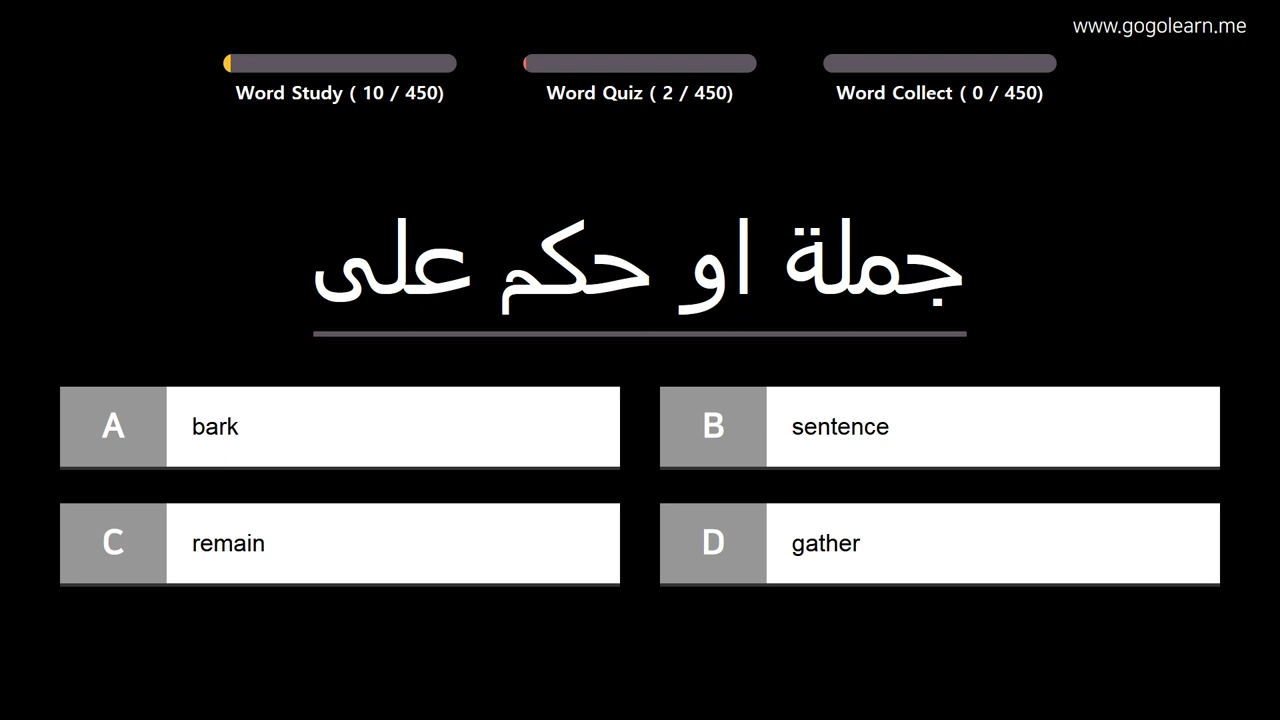 www.gogolearn.me
Word Study ( 10 / 450)
Word Quiz ( 2 / 450)
Word Collect ( 0 / 450)
جملة او حكم على
A bark
B sentence
C remain
D gather